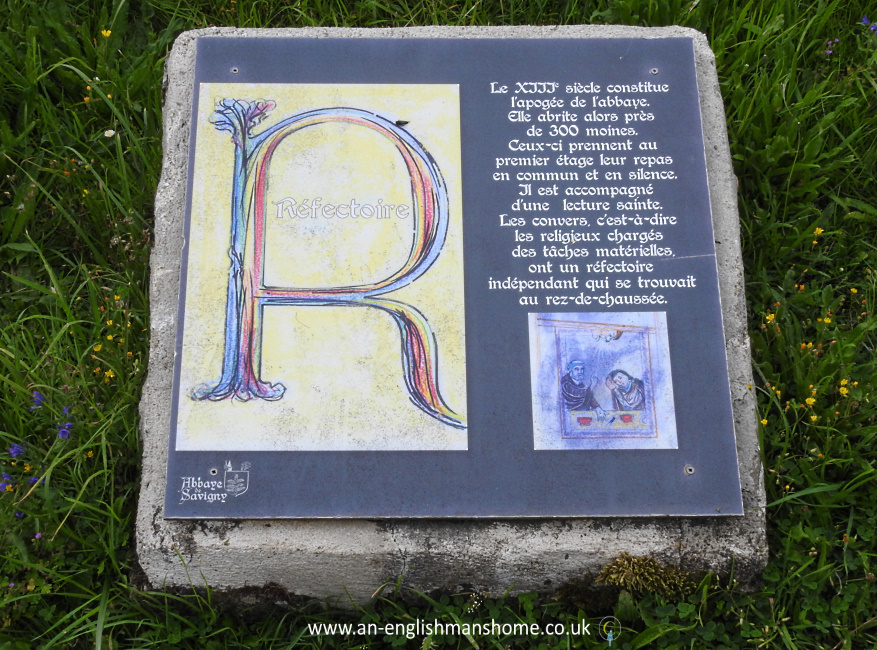 Réfectoire
Le XIIIe siècle constitue
l'apogée de l'abbaye.
Elle abrite alors près
de 300 moines.
Ceux-ci prennent au
premier étage leur repas
en commun et en silence.
Il est accompagné
d'une lecture sainte.
Les convers, c'est-à-dire
les religieux chargés
des tâches matérielles,
ont un réfectoire
indépendant qui se trouvait
au rez-de-chaussée.
Abbaye
de
Savigny
www.an-englishmanshome.co.uk ©